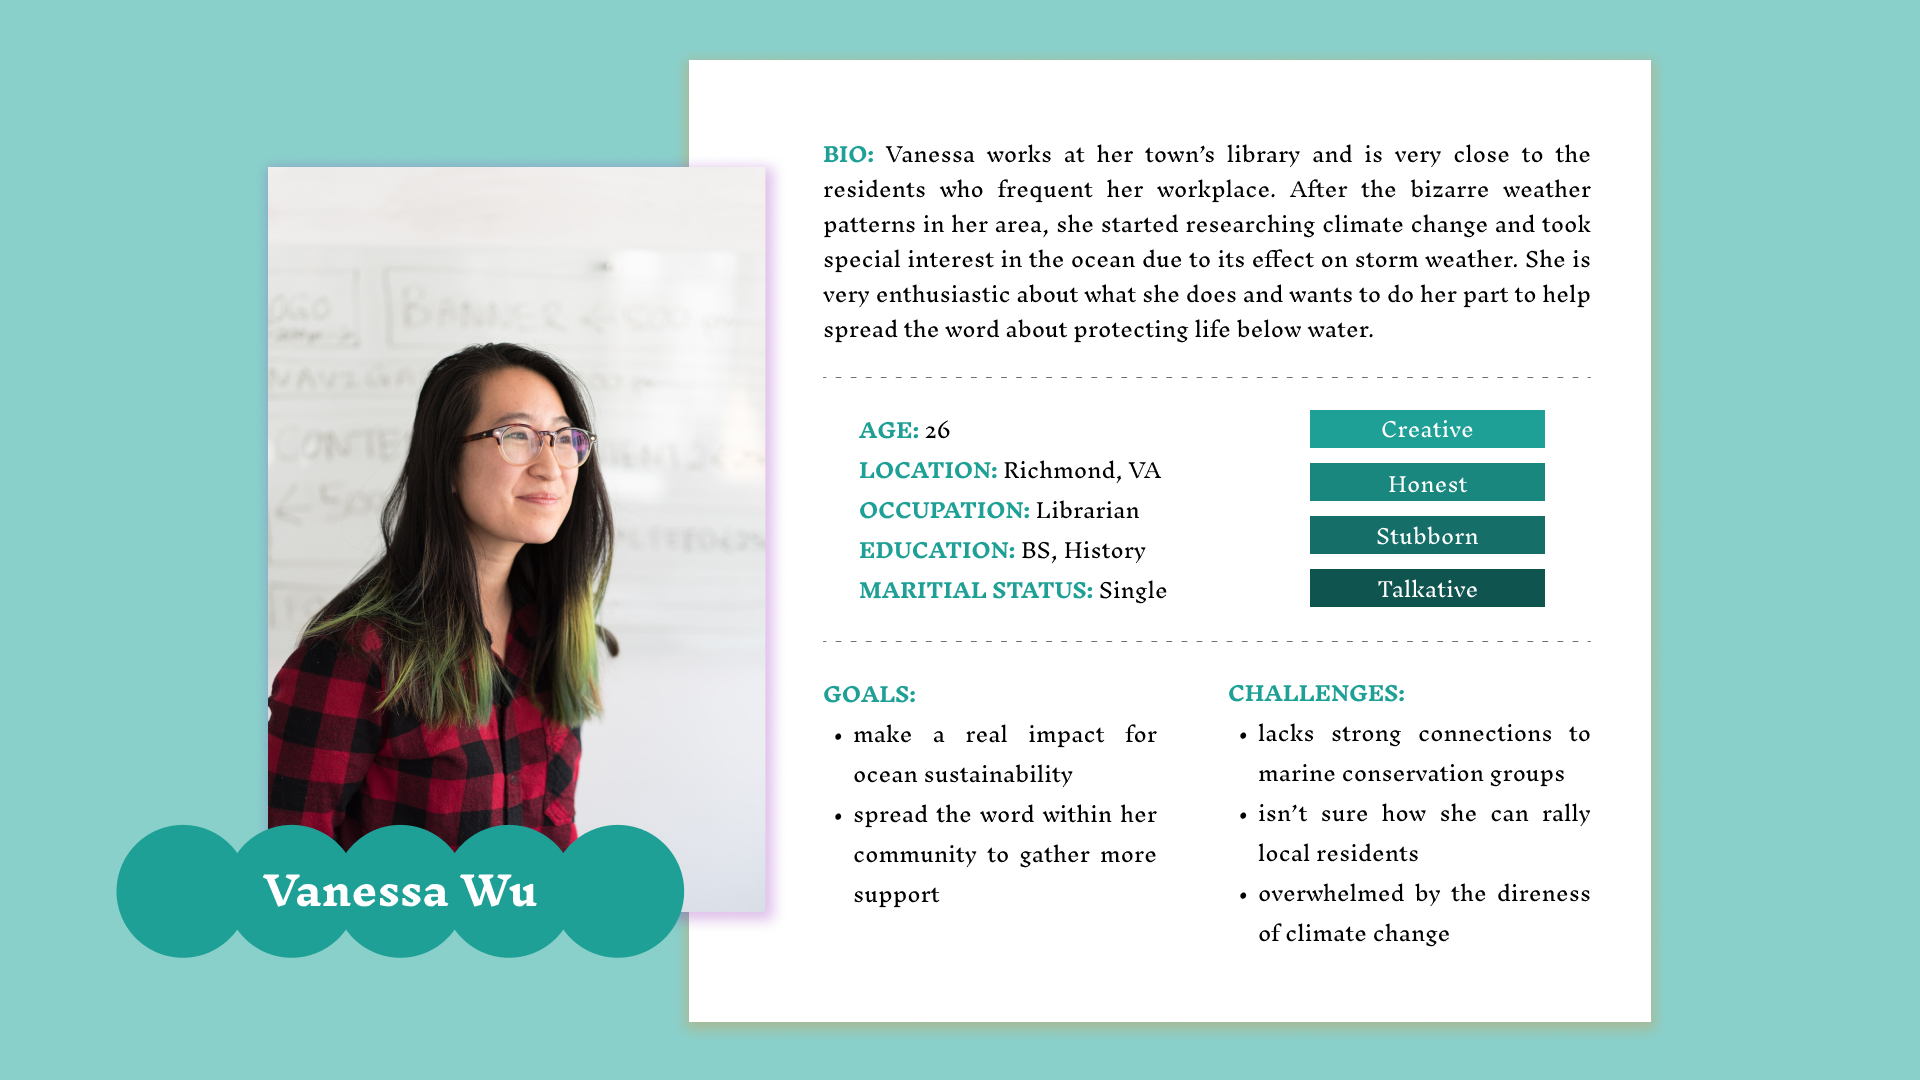 BIO: Vanessa works at her town’s library and is very close to the
residents who frequent her workplace. After the bizarre weather
patterns in her area, she started researching climate change and took
special interest in the ocean due to its effect on storm weather. She is
very enthusiastic about what she does and wants to do her part to help
spread the word about protecting life below water.
AGE: 26
LOCATION: Richmond, VA
OCCUPATION: Librarian
EDUCATION: BS, History
MARITIAL STATUS: Single
Creative
Honest
Stubborn
Talkative
GOALS:
• make a real impact for
ocean sustainability
• spread the word within her
community to gather more
support
CHALLENGES:
• lacks strong connections to
marine conservation groups
• isn’t sure how she can rally
local residents
• overwhelmed by the direness
of climate change
Vanessa Wu
BANNER ← 500